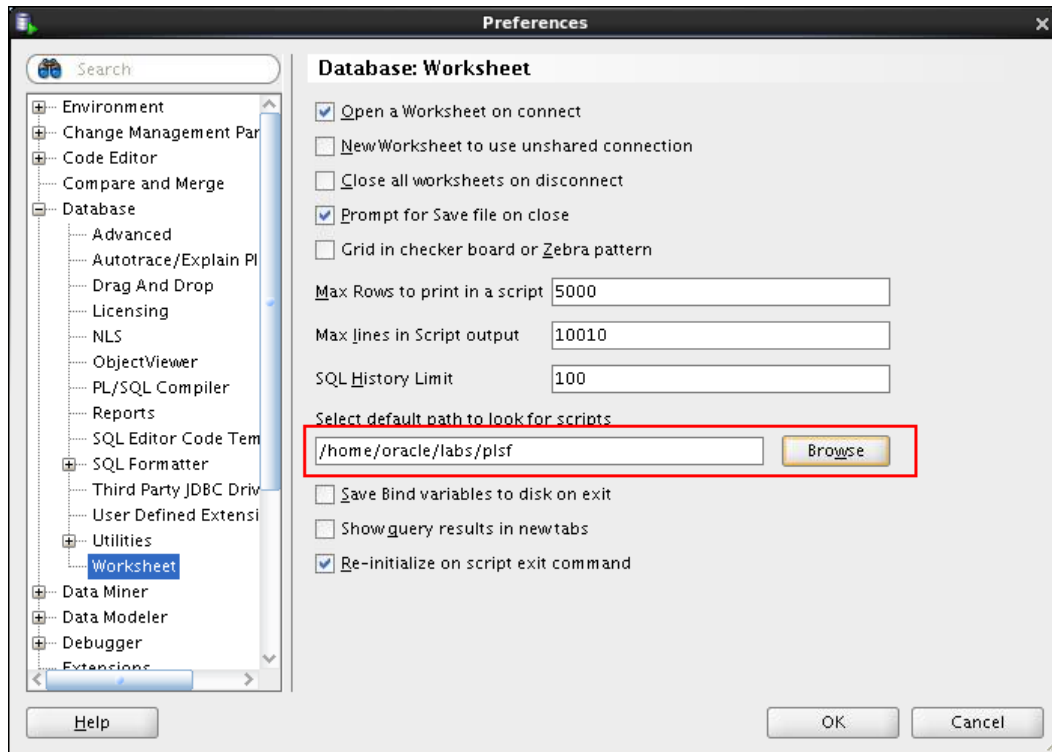 Preferences
Search
Environment
Change Management Par
Code Editor
Compare and Merge
Database
Advanced
Autotrace/Explain Pl
Drag And Drop
Licensing
NLS
ObjectViewer
PL/SQL Compiler
Reports
SQL Editor Code Tem
SQL Formatter
Third Party JDBC Driv
User Defined Extensi
Utilities
Worksheet
Data Miner
Data Modeler
Debugger
Extensions
Database: Worksheet
Open a Worksheet on connect
New Worksheet to use unshared connection
Close all worksheets on disconnect
Prompt for Save file on close
Grid in checker board or Zebra pattern
Max Rows to print in a script 5000
Max lines in Script output 10010
SQL History Limit 100
Select default path to look for scripts
/home/oracle/labs/plsf Browse
Save Bind variables to disk on exit
Show query results in new tabs
Re-initialize on script exit command
Help OK Cancel